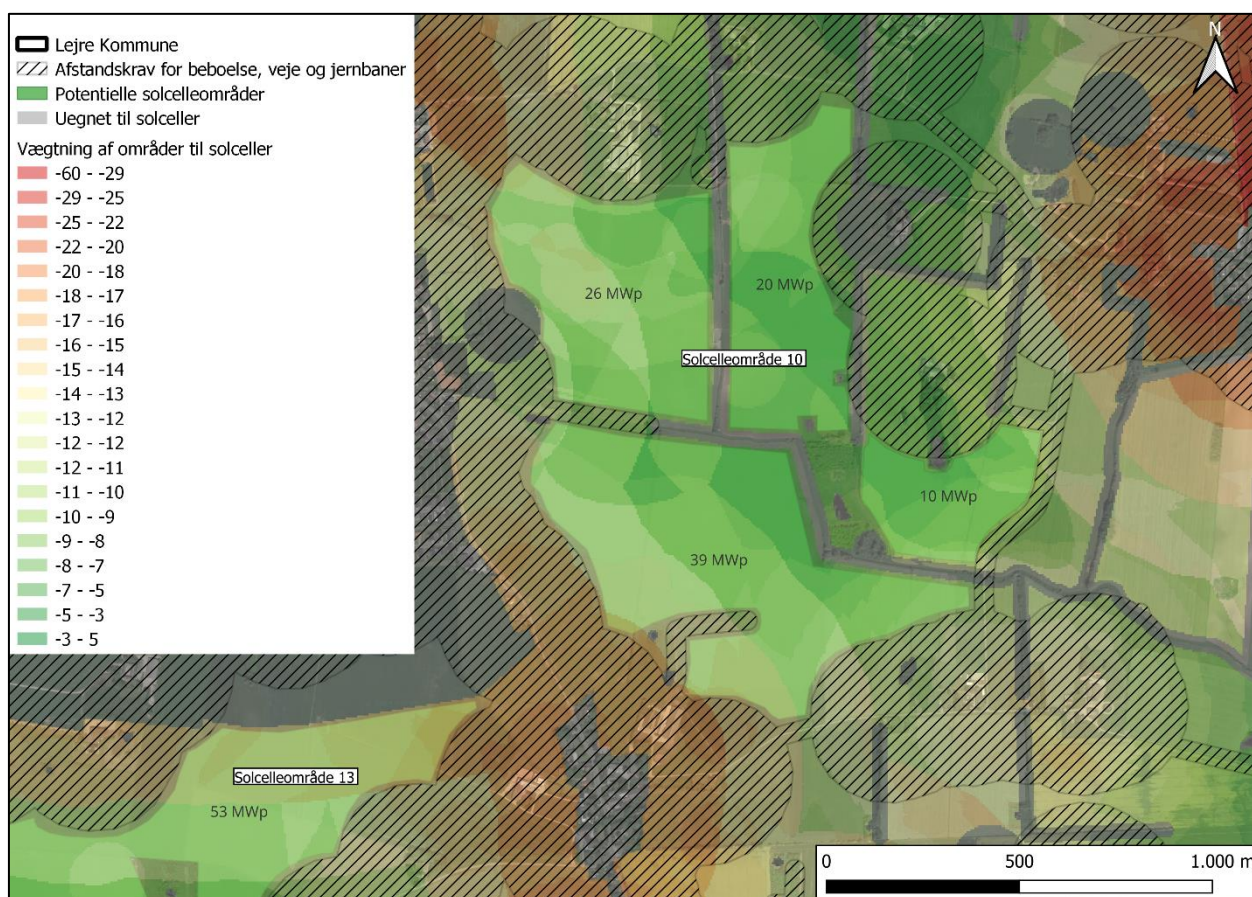 Lejre Kommune
Afstandskrav for beboelse, veje og jernbaner
Potentielle solcelleområder
Uegnet til solceller
Vægtning af områder til solceller
-60 - -29
-29 - -25
-25 - -22
-22 - -20
-20 - -18
-18 - -17
-17 - -16
-16 - -15
-15 - -14
-14 - -13
-13 - -12
-12 - -12
-12 - -11
-11 - -10
-10 - -9
-9 - -8
-8 - -7
-7 - -5
-5 - -3
-3 - 5
N
26 MWp
20 MWp
Solcelleområde 10
10 MWp
39 MWp
Solcelleområde 13
53 MWp
0 500 1.000 m